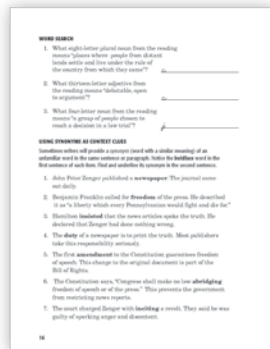 WORD SEARCH
1. What eight-letter plural noun from the reading
means "places where people from distant
lands settle and live under the rule of
the country from which they came"?
2. What thirteen-letter adjective from
the reading means "debatable, open
to argument"?
3. What four-letter noun from the reading
means "a group of people chosen to
reach a decision in a law trial"?
USING SYNONYMS AS CONTEXT CLUES
Sometimes writers will provide a synonym (word with a similar meaning) of an
unfamiliar word in the same sentence or paragraph. Notice the boldface word in the
first sentence of each item. Find and underline its synonym in the second sentence.
1. John Peter Zenger published a newspaper. The journal came
out daily.
2. Benjamin Franklin called for freedom of the press. He described
it as "a liberty which every Pennsylvanian would fight and die for."
3. Hamilton insisted that the news articles spoke the truth. He
declared that Zenger had done nothing wrong.
4. The duty of a newspaper is to print the truth. Most publishers
take this responsibility seriously.
5. The first amendment to the Constitution guarantees freedom
of speech. This change to the original document is part of the
Bill of Rights.
6. The Constitution says, "Congress shall make no law abridging
freedom of speech or of the press." This prevents the government
from restricting news reports.
7. The court charged Zenger with inciting a revolt. They said he was
guilty of sparking anger and discontent.
16